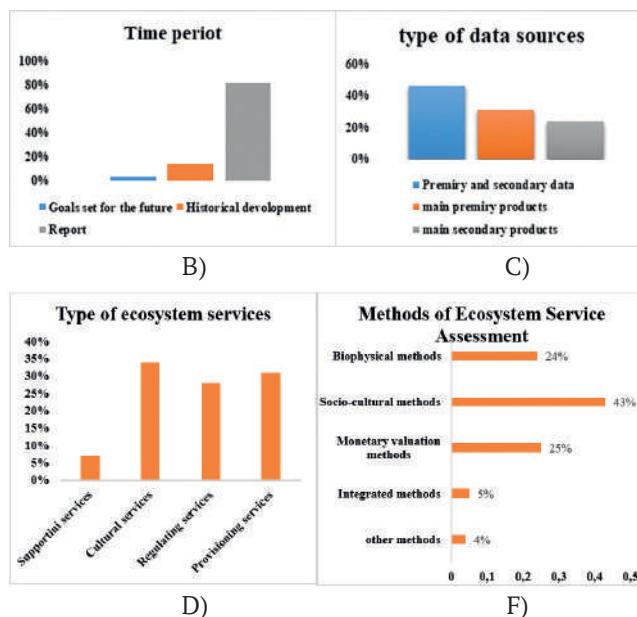 Time periot
100%
80%
60%
40%
20%
0%
Goals set for the future Historical devolopment
Report
B)
type of data sources
60%
40%
20%
0%
Premiry and secondary data
main premiry products
main secondary products
C)
Type of ecosystem services
40%
35%
30%
25%
20%
15%
10%
5%
0%
Supportini services
Cultural services
Regulating services
Provisioning services
D)
Methods of Ecosystem Service
Assessment
Biophysical methods 24%
Socio-cultural methods 43%
Monetary valuation
methods 25%
Integrated methods 5%
other methods 4%
0 0,1 0,2 0,3 0,4 0,5
F)